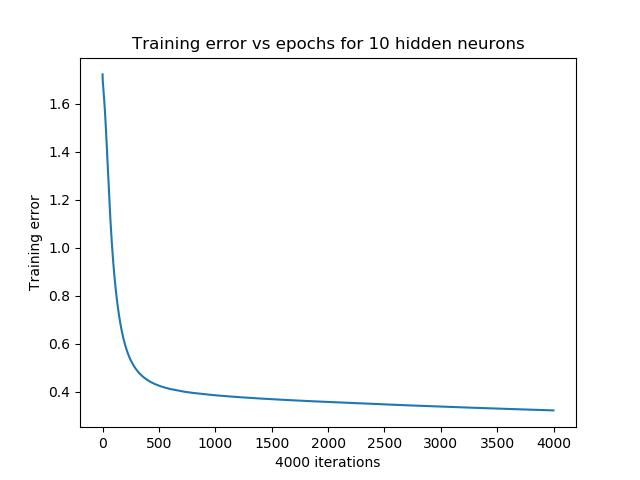 Training error vs epochs for 10 hidden neurons
1.6
1.4
1.2
1.0
0.8
0.6
0.4
Training error
0 500 1000 1500 2000 2500 3000 3500 4000
4000 iterations